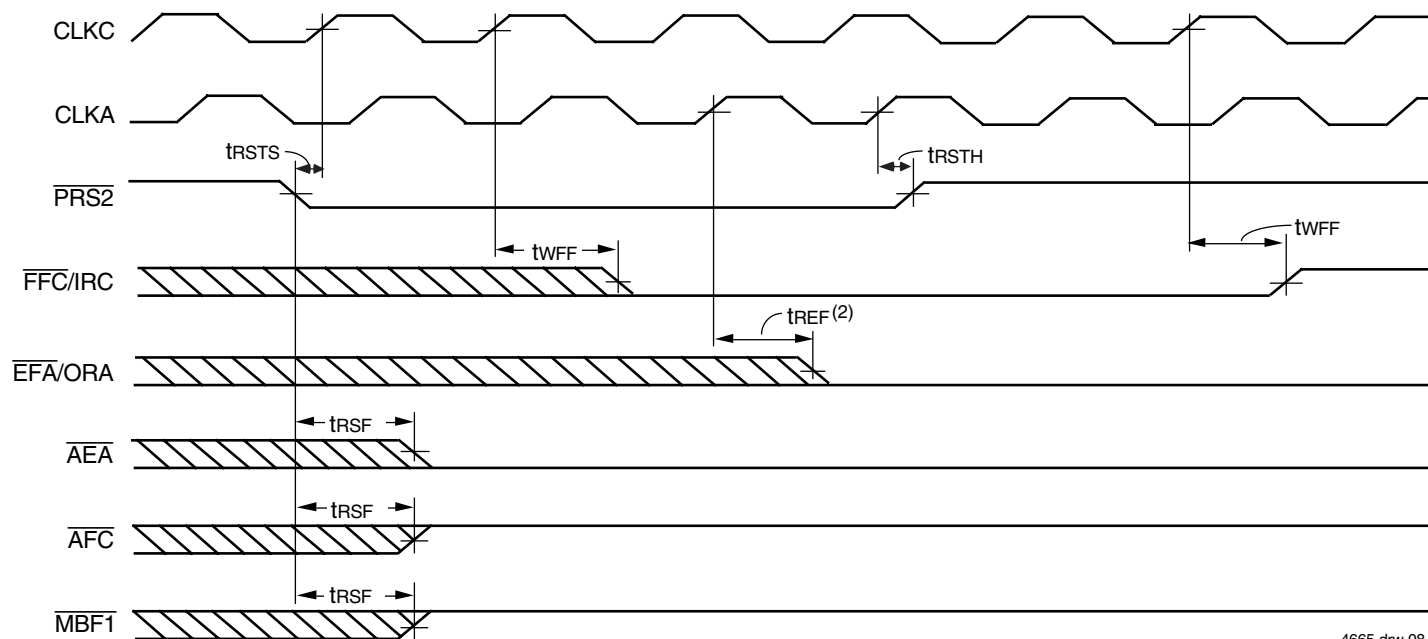 CLKC
CLKA
tRSTS
tRSTH
PRS2
tWFF
tWFF
FFC/IRC
tREF(2)
EFA/ORA
tRSF
AEA
tRSF
AFC
tRSF
MBF1
4665 drw 08